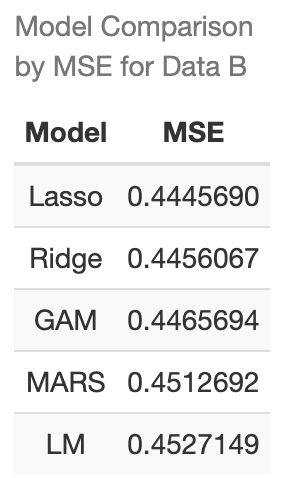 Model Comparison
by MSE for Data B
Model MSE
Lasso 0.4445690
Ridge 0.4456067
GAM 0.4465694
MARS 0.4512692
LM 0.4527149